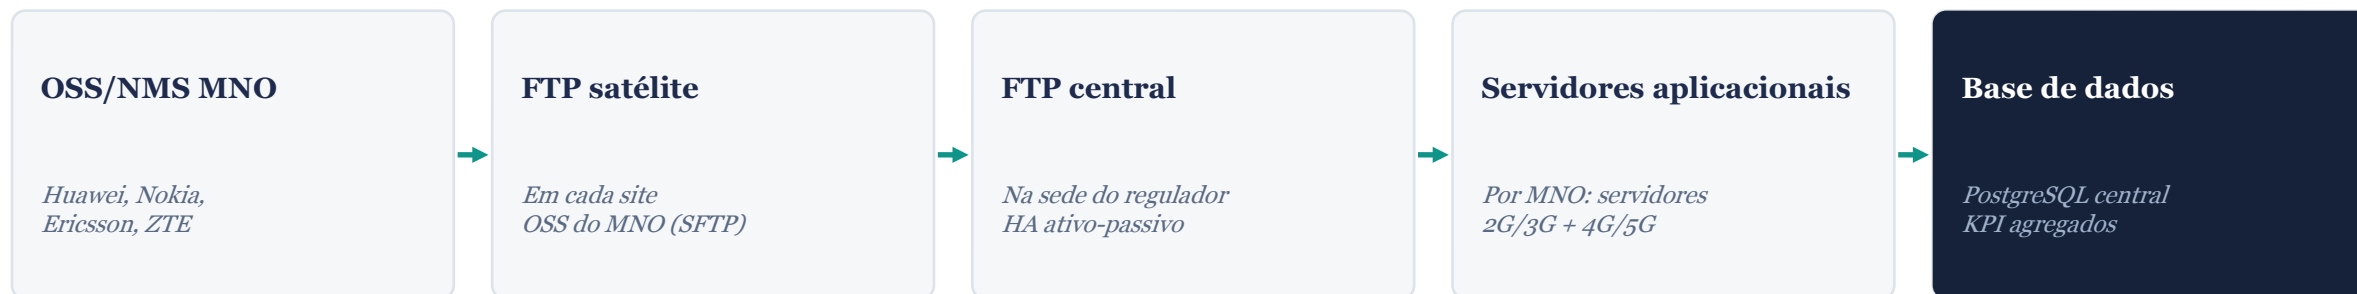 OSS/NMS MNO
Huawei, Nokia,
Ericsson, ZTE
FTP satélite
Em cada site
OSS do MNO (SFTP)
FTP central
Na sede do regulador
HA ativo-passivo
Servidores aplicacionais
Por MNO: servidores
2G/3G + 4G/5G
Base de dados
PostgreSQL central
KPI agregados